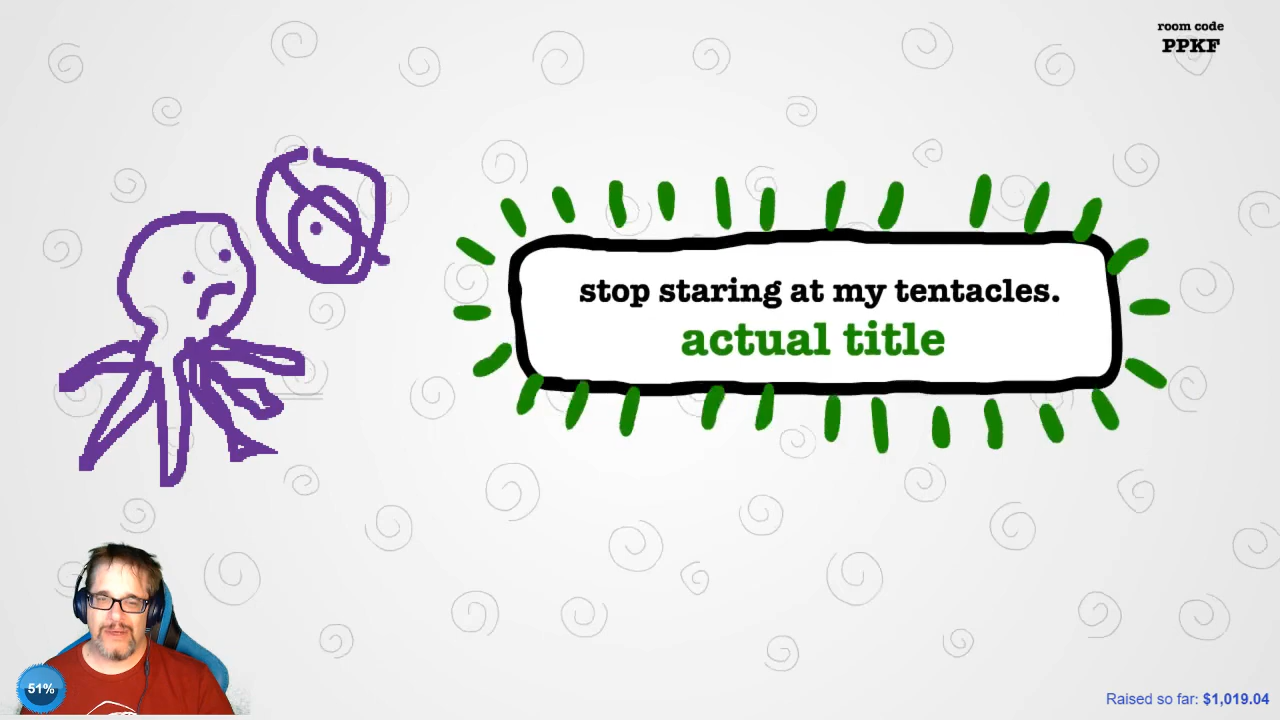 room code
PPKF
stop staring at my tentacles.
actual title
51%
Raised so far: $1,019.04